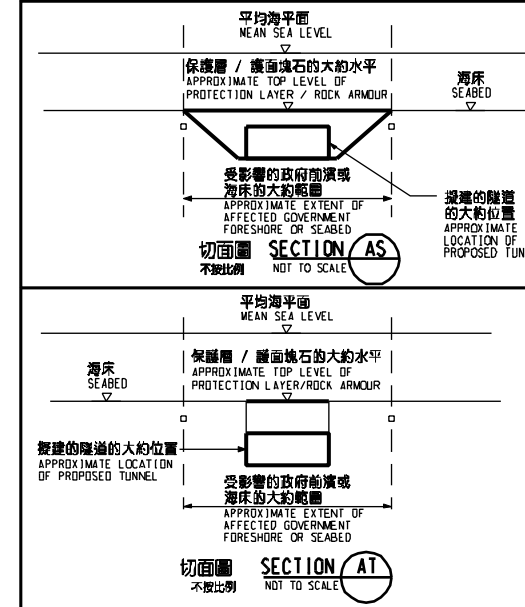 平均海平面
MEAN SEA LEVEL
保護層 / 護面塊石的大約水平
APPROXIMATE TOP LEVEL OF
PROTECTION LAYER / ROCK ARMOUR
海床
SEABED
受影響的政府前濱或
海床的大約範圍
APPROXIMATE EXTENT OF
AFFECTED GOVERNMENT
FORESHORE OR SEABED
擬建的隧道
的大約位置
APPROXIMATE
LOCATION OF
PROPOSED TUN
切面圖 SECTION AS
不按比例 NOT TO SCALE
平均海平面
MEAN SEA LEVEL
保護層 / 護面塊石的大約水平
APPROXIMATE TOP LEVEL OF
PROTECTION LAYER/ROCK ARMOUR
海床
SEABED
擬建的隧道的大約位置
APPROXIMATE LOCATION
OF PROPOSED TUNNEL
受影響的政府前濱或
海床的大約範圍
APPROXIMATE EXTENT OF
AFFECTED GOVERNMENT
FORESHORE OR SEABED
切面圖 SECTION AT
不按比例 NOT TO SCALE